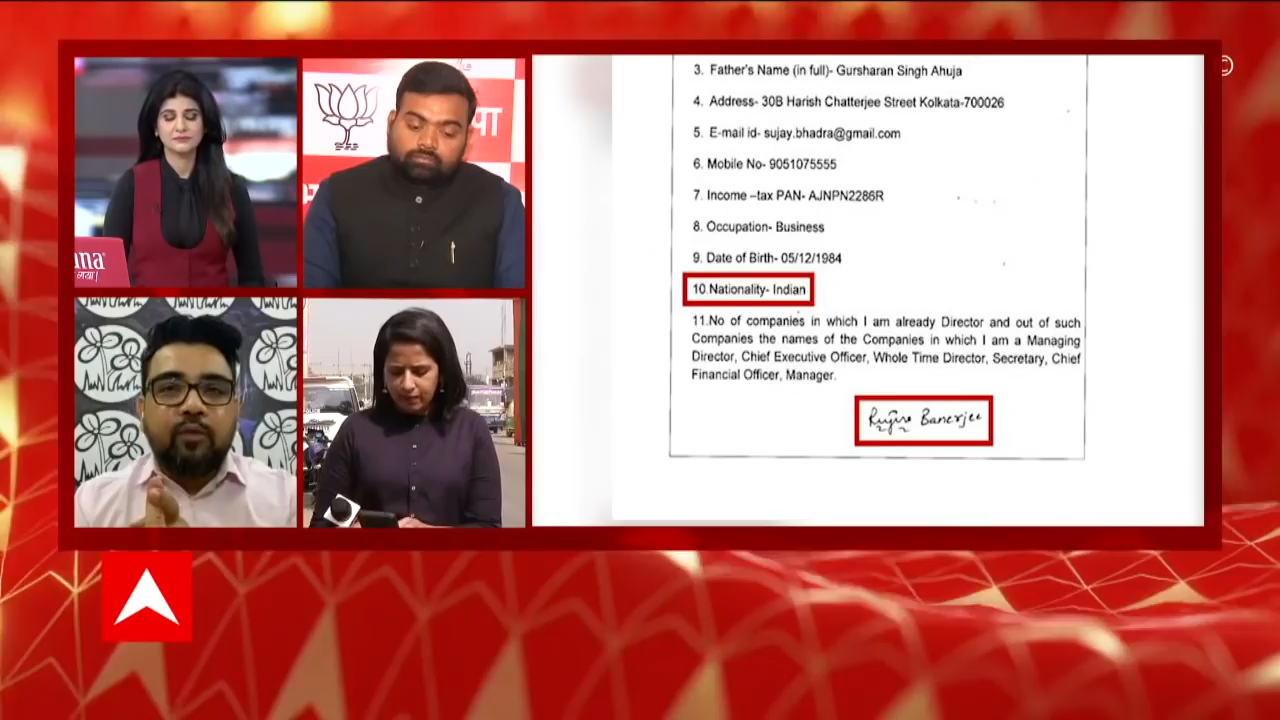 3. Father's Name (in full)- Gursharan Singh Ahuja
4. Address- 30B Harish Chatterjee Street Kolkata-700026
5. E-mail id- sujay.bhadra@gmail.com
6. Mobile No- 9051075555
7. Income –tax PAN- AJNPN2286R
8. Occupation- Business
9. Date of Birth- 05/12/1984
10.Nationality- Indian
11.No of companies in which I am already Director and out of such
Companies the names of the Companies in which I am a Managing
Director, Chief Executive Officer, Whole Time Director, Secretary, Chief
Financial Officer, Manager.
Banerjee